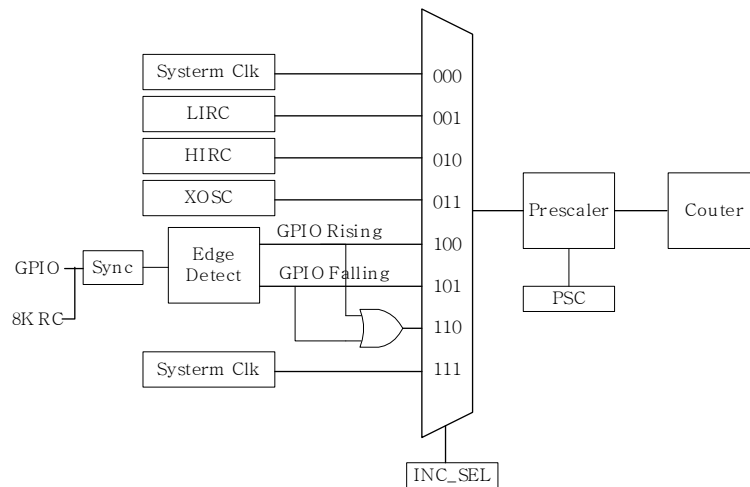 Systerm Clk
000
LIRC
001
HIRC
010
XOSC
011
Prescaler
Couter
GPIO Rising
100
GPIO
Sync
Edge
Detect
GPIO Falling
101
PSC
8K RC
110
Systerm Clk
111
INC_SEL